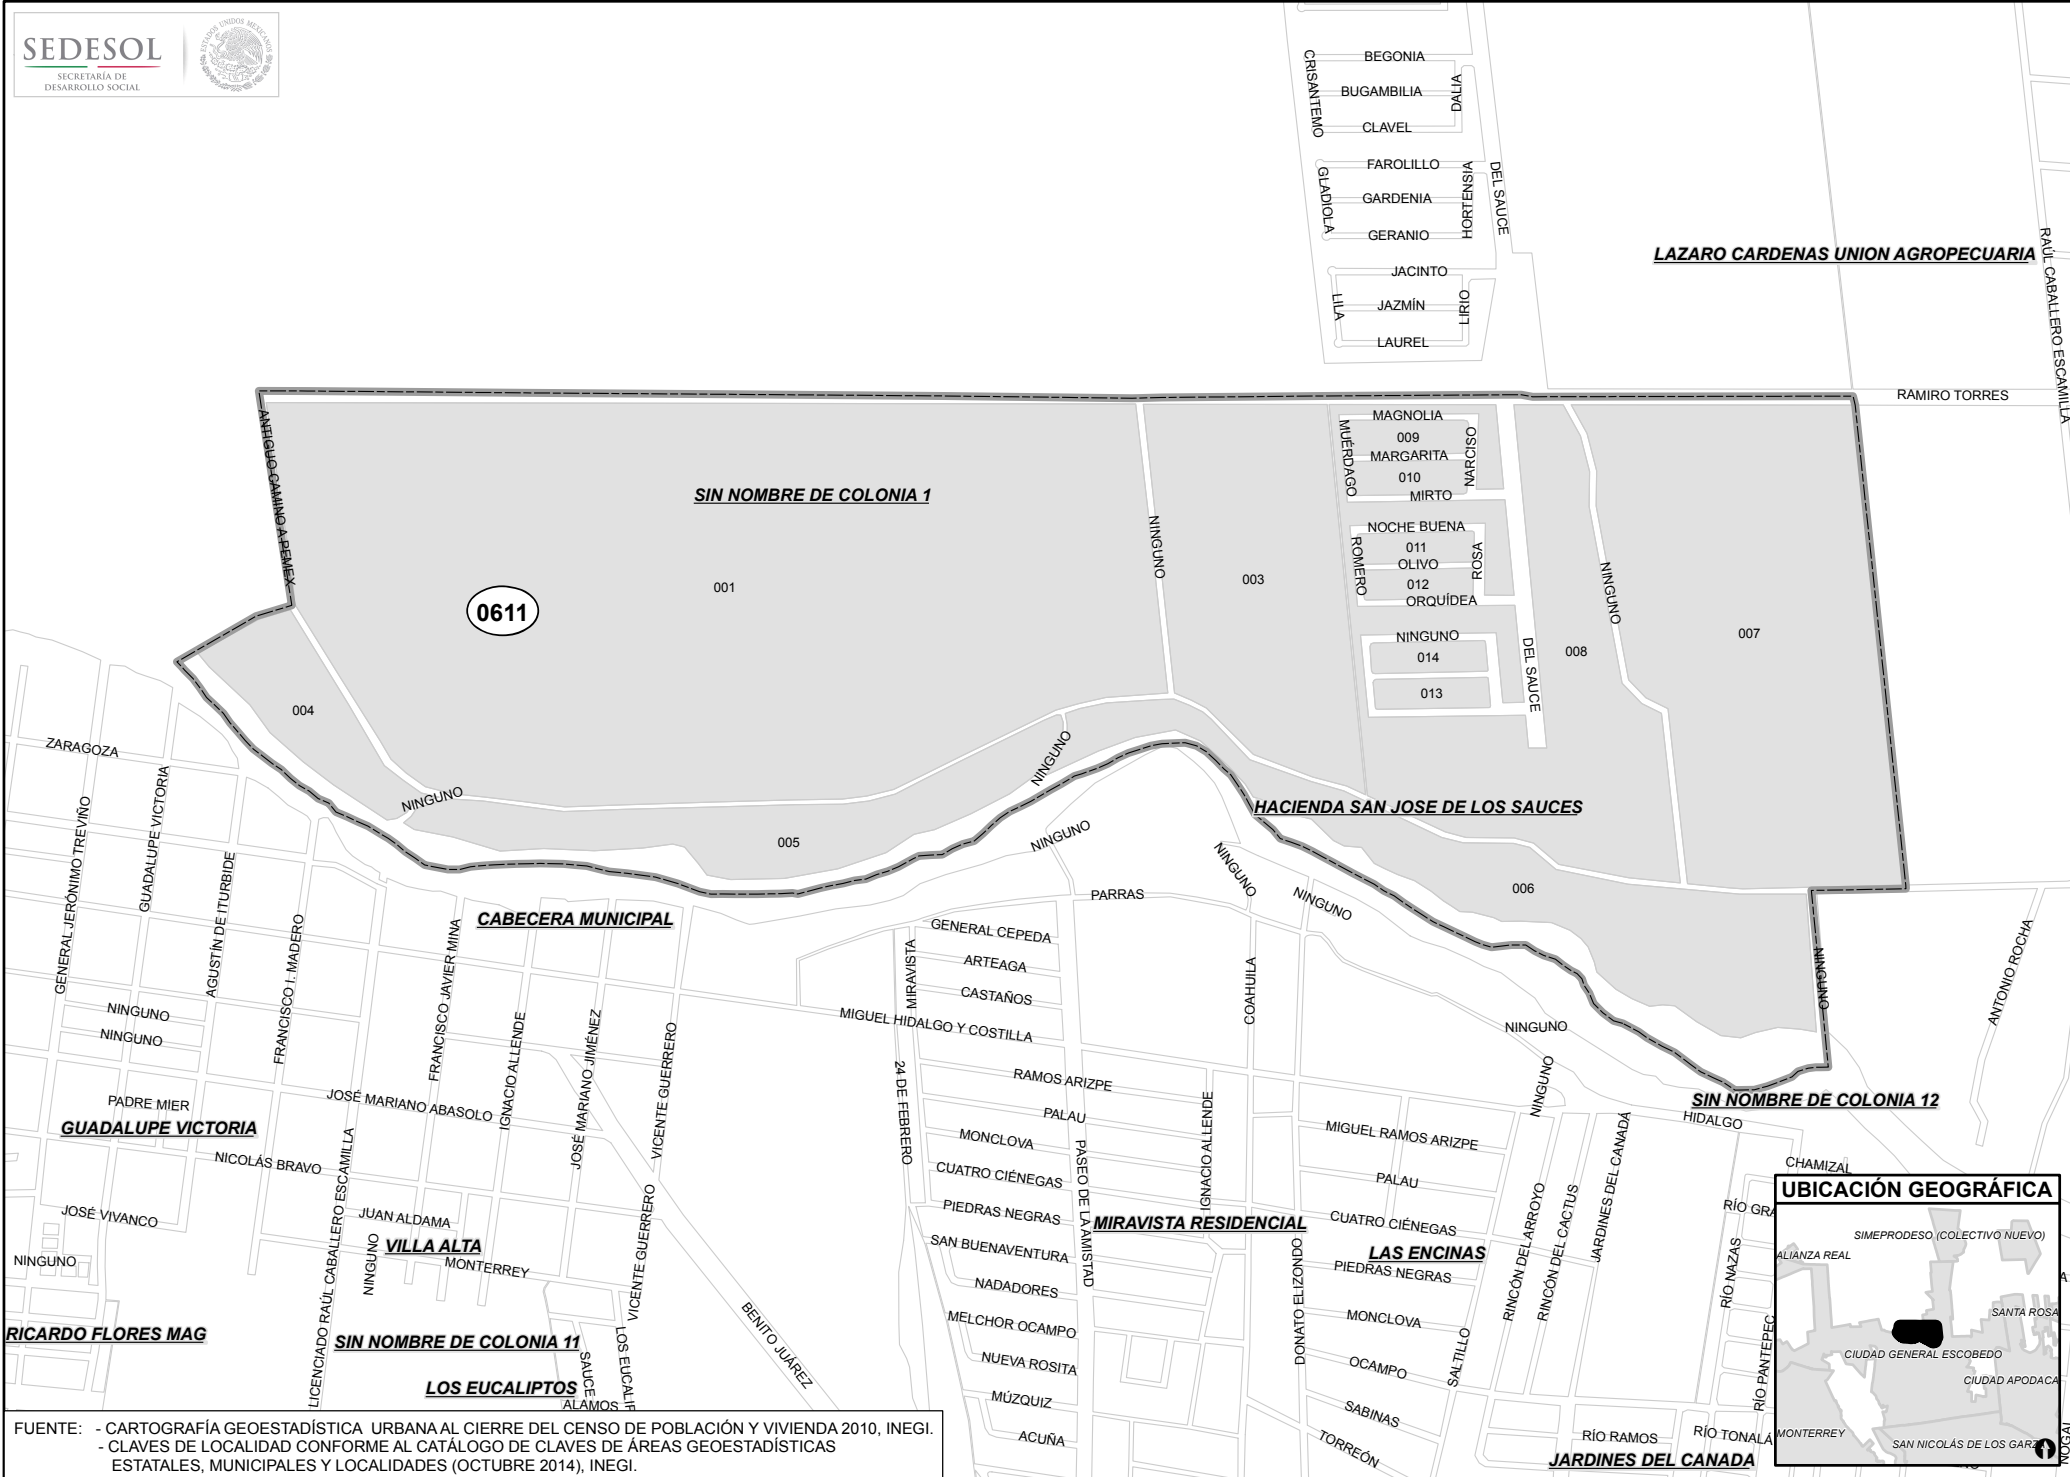 SEDESOL
SECRETARÍA DE
DESARROLLO SOCIAL
ESTADOS UNIDOS MEXICANOS
BEGONIA
CRISANTEMO
BUGAMBILIA
DALIA
CLAVEL
FAROLILLO
GLADIOLA
GARDENIA
HORTENSIA
DEL SAUCE
GERANIO
JACINTO
LILA
JAZMÍN
LIRIO
LAUREL
LAZARO CARDENAS UNION AGROPECUARIA
RAÚL CABALLERO ESCAMILLA
RAMIRO TORRES
ANTIGUO CAMINO A PEMEX
SIN NOMBRE DE COLONIA 1
MAGNOLIA
009
MUÉRDAGO
MARGARITA
NARCISO
010
MIRTO
NINGUNO
NOCHE BUENA
011
ROMERO
OLIVO
ROSA
012
ORQUÍDEA
NINGUNO
001
003
0611
NINGUNO
014
013
DEL SAUCE
008
007
004
NINGUNO
NINGUNO
005
HACIENDA SAN JOSE DE LOS SAUCES
006
ZARAGOZA
GENERAL JERÓNIMO TREVIÑO
GUADALUPE VICTORIA
AGUSTÍN DE ITURBIDE
FRANCISCO I. MADERO
NINGUNO
NINGUNO
NINGUNO
PARRAS
CABECERA MUNICIPAL
FRANCISCO JAVIER MINA
GENERAL CEPEDA
MIRAVISTA
ARTEAGA
CASTAÑOS
COAHUILA
NINGUNO
ANTONIO ROCHA
NINGUNO
NINGUNO
MIGUEL HIDALGO Y COSTILLA
NINGUNO
IGNACIO ALLENDE
JOSÉ MARIANO JIMÉNEZ
VICENTE GUERRERO
24 DE FEBRERO
RAMOS ARIZPE
NINGUNO
PADRE MIER
JOSÉ MARIANO ABASOLO
PALAU
IGNACIO ALLENDE
SIN NOMBRE DE COLONIA 12
HIDALGO
GUADALUPE VICTORIA
MONCLOVA
PASEO DE LA AMISTAD
MIGUEL RAMOS ARIZPE
JARDINES DEL CANADÁ
NICOLÁS BRAVO
CUATRO CIÉNEGAS
PALAU
CHAMIZAL
LICENCIADO RAÚL CABALLERO ESCAMILLA
JOSÉ VIVANCO
JUAN ALDAMA
VICENTE GUERRERO
PIEDRAS NEGRAS
MIRAVISTA RESIDENCIAL
CUATRO CIÉNEGAS
RINCÓN DEL ARROYO
RINCÓN DEL CACTUS
RÍO GRA
NINGUNO
NINGUNO
VILLA ALTA
MONTERREY
SAN BUENAVENTURA
LAS ENCINAS
PIEDRAS NEGRAS
RÍO NAZAS
NADADORES
DONATO ELIZONDO
MONCLOVA
RICARDO FLORES MAG
SIN NOMBRE DE COLONIA 11
BENITO JUÁREZ
MELCHOR OCAMPO
NUEVA ROSITA
OCAMPO
SALTILLO
RÍO PANTEPEC
LOS EUCALIPTOS
SAUCE
LOS EUCALIP
ALAMOS
MÚZQUIZ
SABINAS
ACUÑA
TORREÓN
RÍO RAMOS
RÍO TONALÁ
JARDINES DEL CANADA
NOGAL
UBICACIÓN GEOGRÁFICA
SIMEPRODESO (COLECTIVO NUEVO)
ALIANZA REAL
SANTA ROSA
CIUDAD GENERAL ESCOBEDO
CIUDAD APODACA
MONTERREY
SAN NICOLÁS DE LOS GARZ
FUENTE: - CARTOGRAFÍA GEOESTADÍSTICA URBANA AL CIERRE DEL CENSO DE POBLACIÓN Y VIVIENDA 2010, INEGI.
- CLAVES DE LOCALIDAD CONFORME AL CATÁLOGO DE CLAVES DE ÁREAS GEOESTADÍSTICAS
ESTATALES, MUNICIPALES Y LOCALIDADES (OCTUBRE 2014), INEGI.